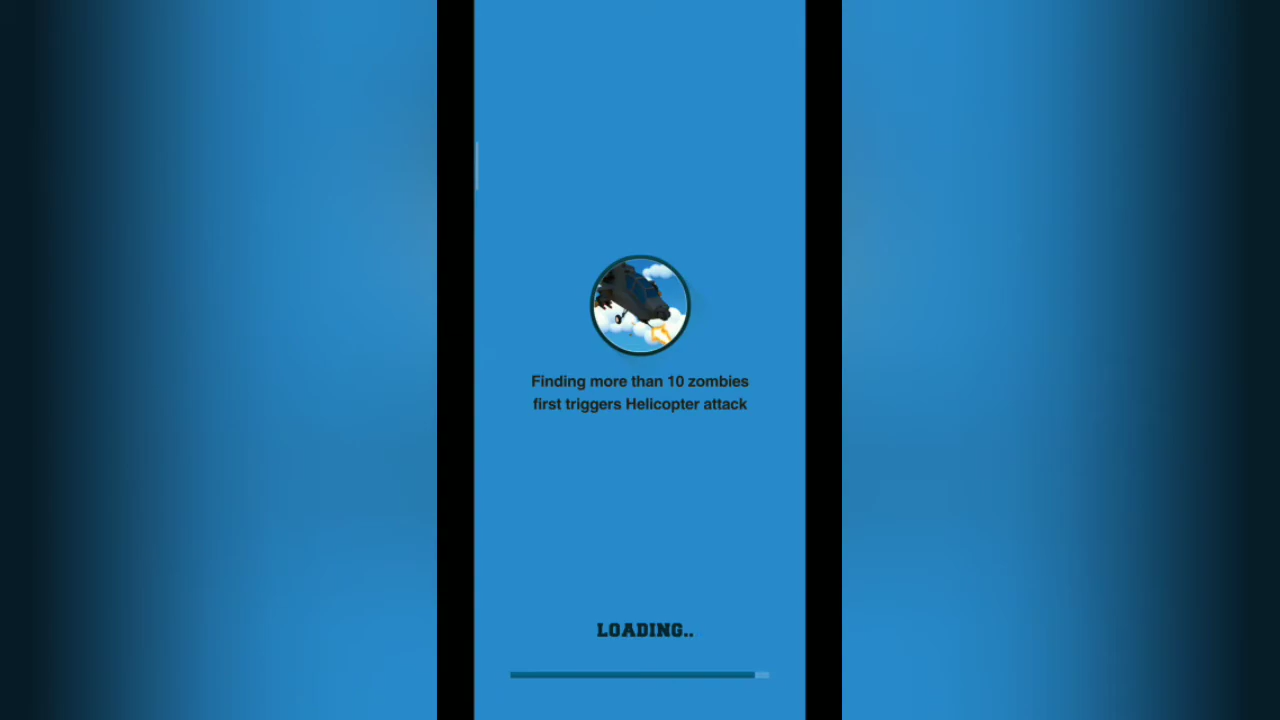 Finding more than 10 zombies
first triggers Helicopter attack
LOADING..